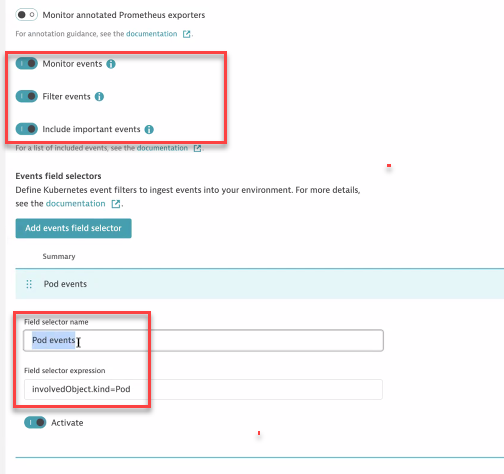 Monitor annotated Prometheus exporters
For annotation guidance, see the documentation.
Monitor events
Filter events
Include important events
For a list of included events, see the documentation.
Events field selectors
Define Kubernetes event filters to ingest events into your environment. For more details,
see the documentation.
Add events field selector
Summary
Pod events
Field selector name
Pod events
Field selector expression
involvedObject.kind=Pod
Activate